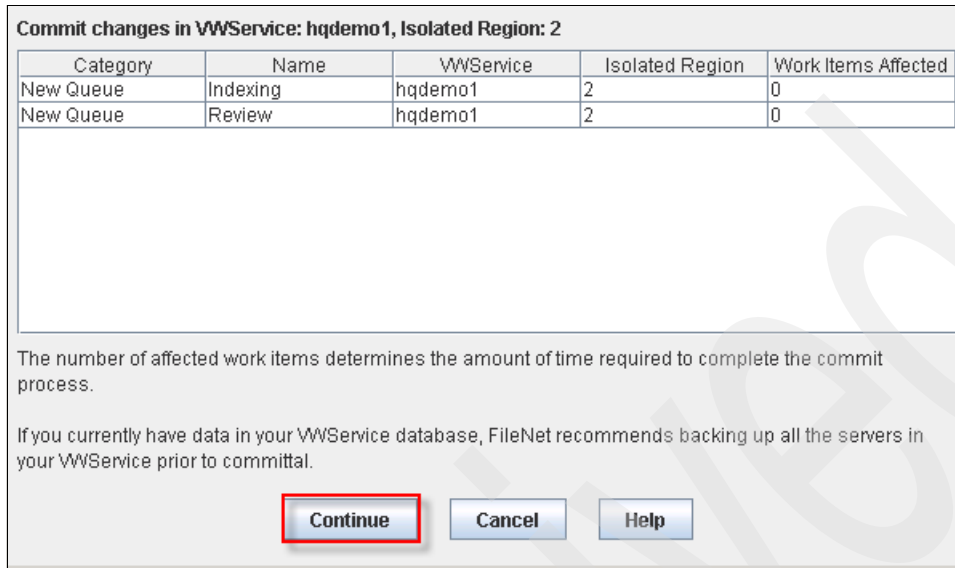 Commit changes in VWService: hqdemo1, Isolated Region: 2
Category Name VWService Isolated Region Work Items Affected
New Queue Indexing hqdemo1 2 0
New Queue Review hqdemo1 2 0
The number of affected work items determines the amount of time required to complete the commit
process.
If you currently have data in your VWService database, FileNet recommends backing up all the servers in
your VWService prior to committal.
Continue Cancel Help